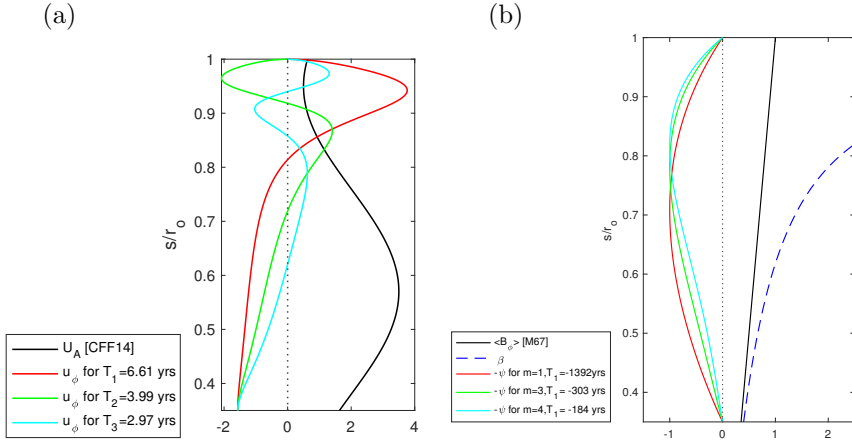 (a)
s/r_o
1
0.9
0.8
0.7
0.6
0.5
0.4
-2 0 2 4
U_A [CFF14]
u_ϕ for T_1=6.61 yrs
u_ϕ for T_2=3.99 yrs
u_ϕ for T_3=2.97 yrs
(b)
s/r_o
1
0.9
0.8
0.7
0.6
0.5
0.4
-1 0 1 2
<B_ϕ> [M67]
β
-ψ for m=1,T_1=-1392yrs
-ψ for m=3,T_1=-303 yrs
-ψ for m=4,T_1=-184 yrs